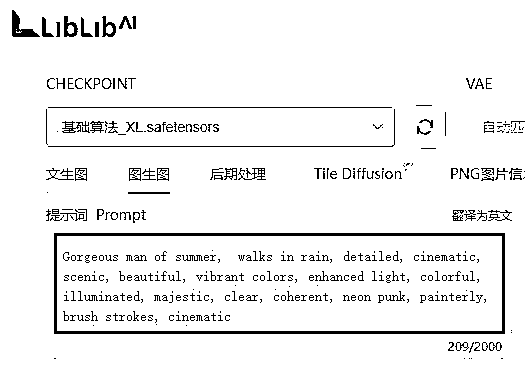 LıbLıbAI
CHECKPOINT
VAE
基础算法_XL.safetensors
自动匹
文生图
图生图
后期处理
Tile Diffusion
PNG图片信
提示词 Prompt
翻译为英文
Gorgeous man of summer, walks in rain, detailed, cinematic,
scenic, beautiful, vibrant colors, enhanced light, colorful,
illuminated, majestic, clear, coherent, neon punk, painterly,
brush strokes, cinematic
209/2000